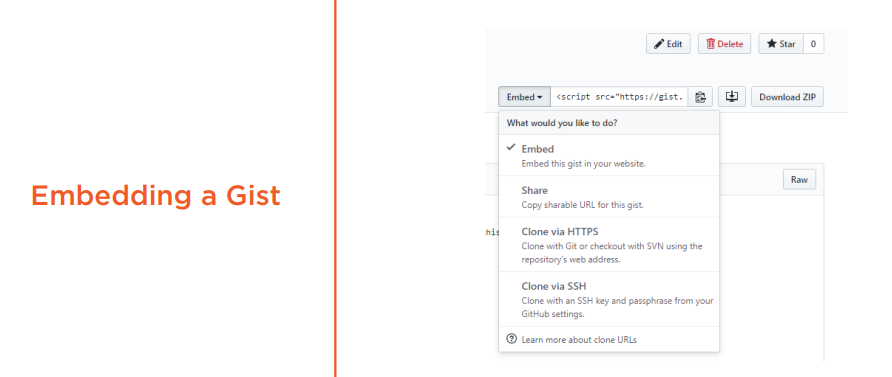 Embedding a Gist
Edit Delete Star 0
Embed <script src="https://gist. Download ZIP
What would you like to do?
Embed
Embed this gist in your website.
Raw
Share
Copy sharable URL for this gist.
his
Clone via HTTPS
Clone with Git or checkout with SVN using the
repository's web address.
Clone via SSH
Clone with an SSH key and passphrase from your
GitHub settings.
Learn more about clone URLs